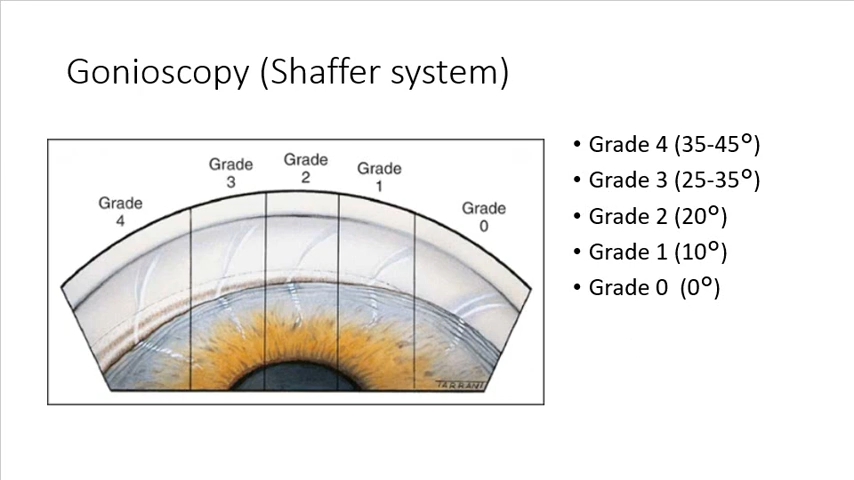 Gonioscopy (Shaffer system)
Grade
4
Grade
3
Grade
2
Grade
1
Grade
0
TARRANT
• Grade 4 (35-45°)
• Grade 3 (25-35°)
• Grade 2 (20°)
• Grade 1 (10°)
• Grade 0  (0°)